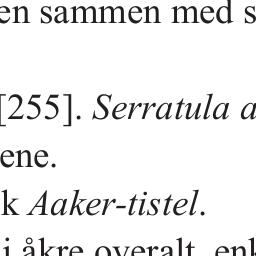 en sammen med s
[255]. Serratula a
ene.
k Aaker-tistel.
i åkre overalt, enk